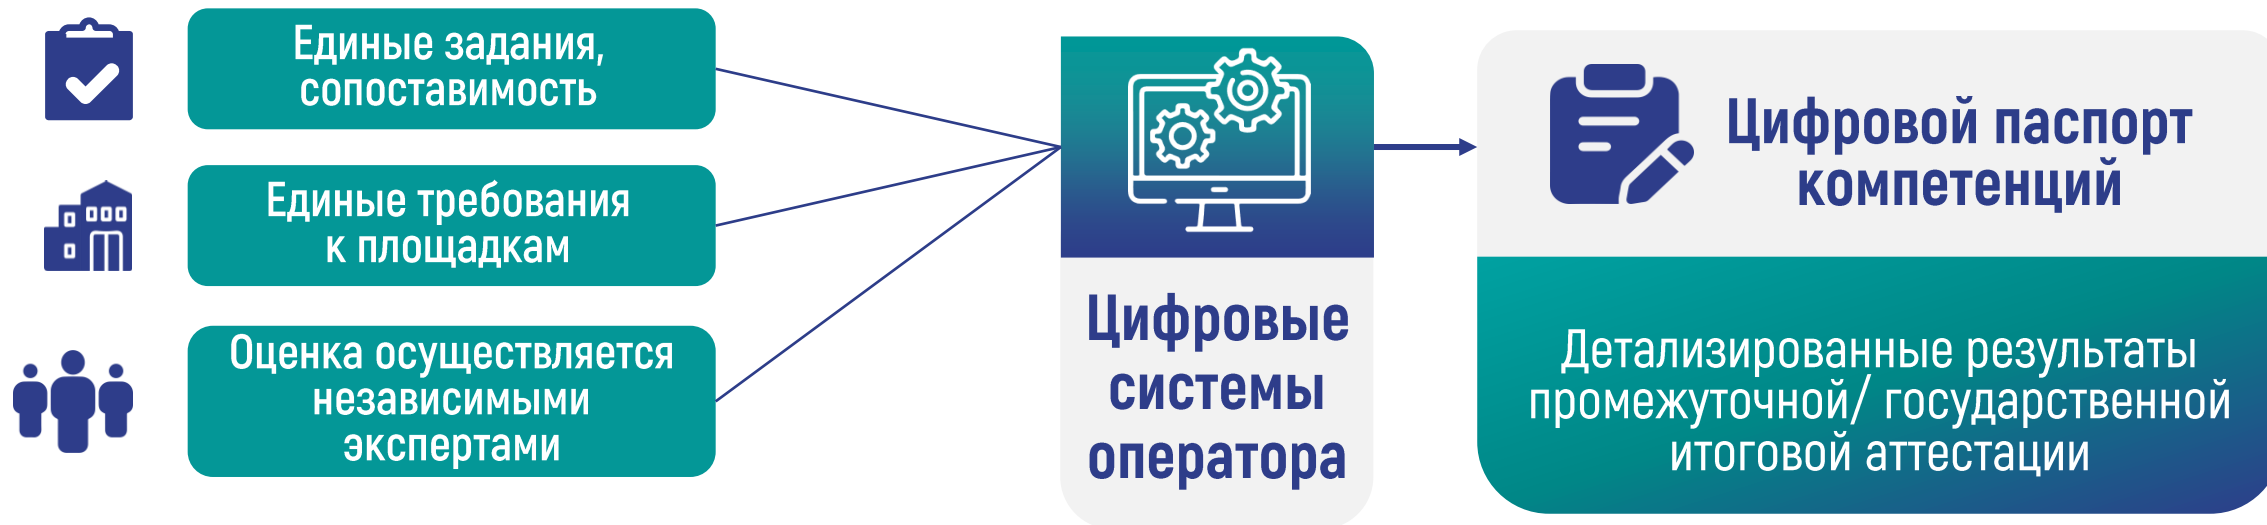 Единые задания,
сопоставимость
Единые требования
к площадкам
Оценка осуществляется
независимыми
экспертами
Цифровые
системы
оператора
Цифровой паспорт
компетенций
Детализированные результаты
промежуточной/ государственной
итоговой аттестации